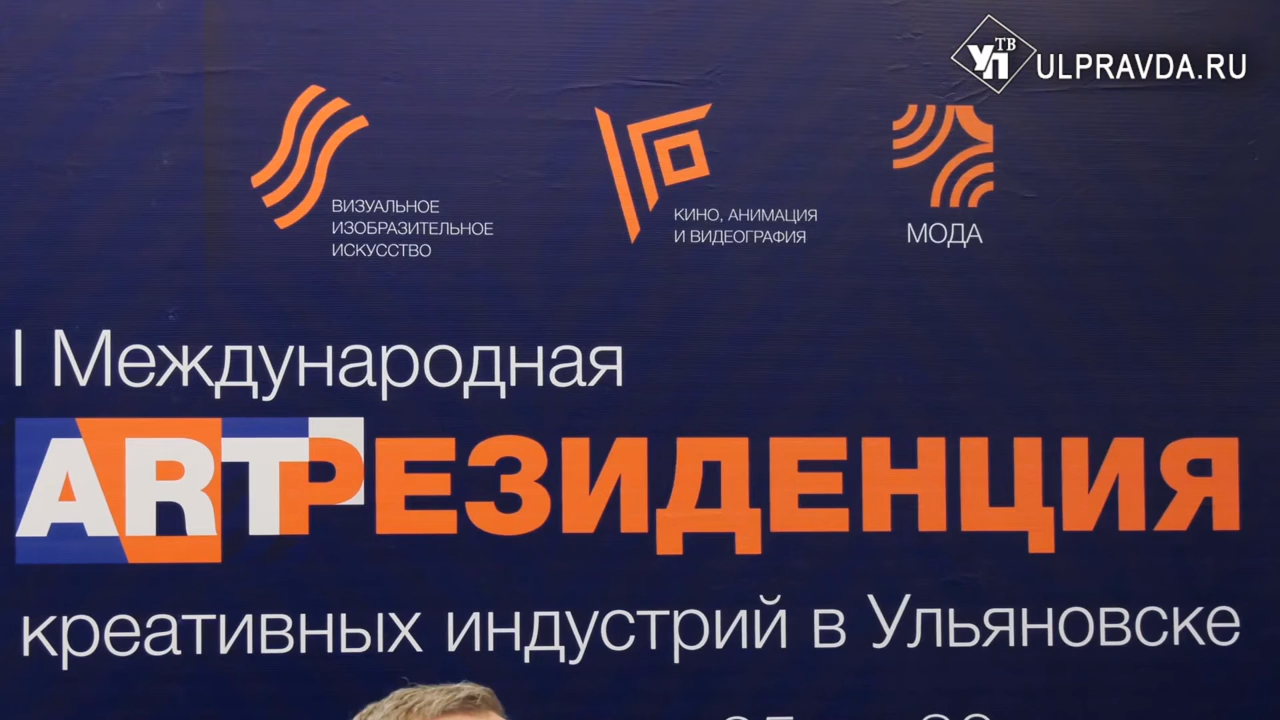 УП ТВ ULPRAVDA.RU
ВИЗУАЛЬНОЕ
ИЗОБРАЗИТЕЛЬНОЕ
ИСКУССТВО
КИНО, АНИМАЦИЯ
И ВИДЕОГРАФИЯ
МОДА
I Международная
ARTРЕЗИДЕНЦИЯ
креативных индустрий в Ульяновске